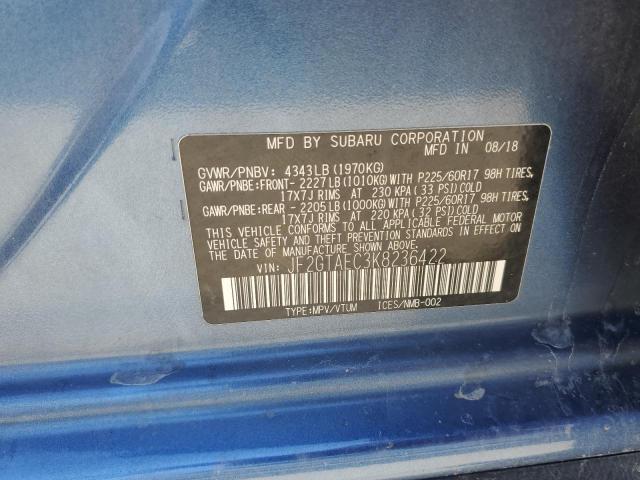 MFD BY SUBARU CORPORATION
MFD IN 08/18
GVWR/PNBV: 4343LB (1970KG)
GAWR/PNBE:FRONT- 2227LB (1010KG) WITH P225/60R17 98H TIRES,
17X7J RIMS AT 230 KPA (33 PSI) COLD
GAWR/PNBE:REAR - 2205LB (1000KG) WITH P225/60R17 98H TIRES,
17X7J RIMS AT 220 KPA (32 PSI) COLD
THIS VEHICLE CONFORMS TO ALL APPLICABLE FEDERAL MOTOR
VEHICLE SAFETY AND THEFT PREVENTION STANDARDS IN EFFECT ON
THE DATE OF MANUFACTURE SHOWN ABOVE.
VIN: JF2GTAEC3K8236422
TYPE:MPV/VTUM ICES/NMB-002